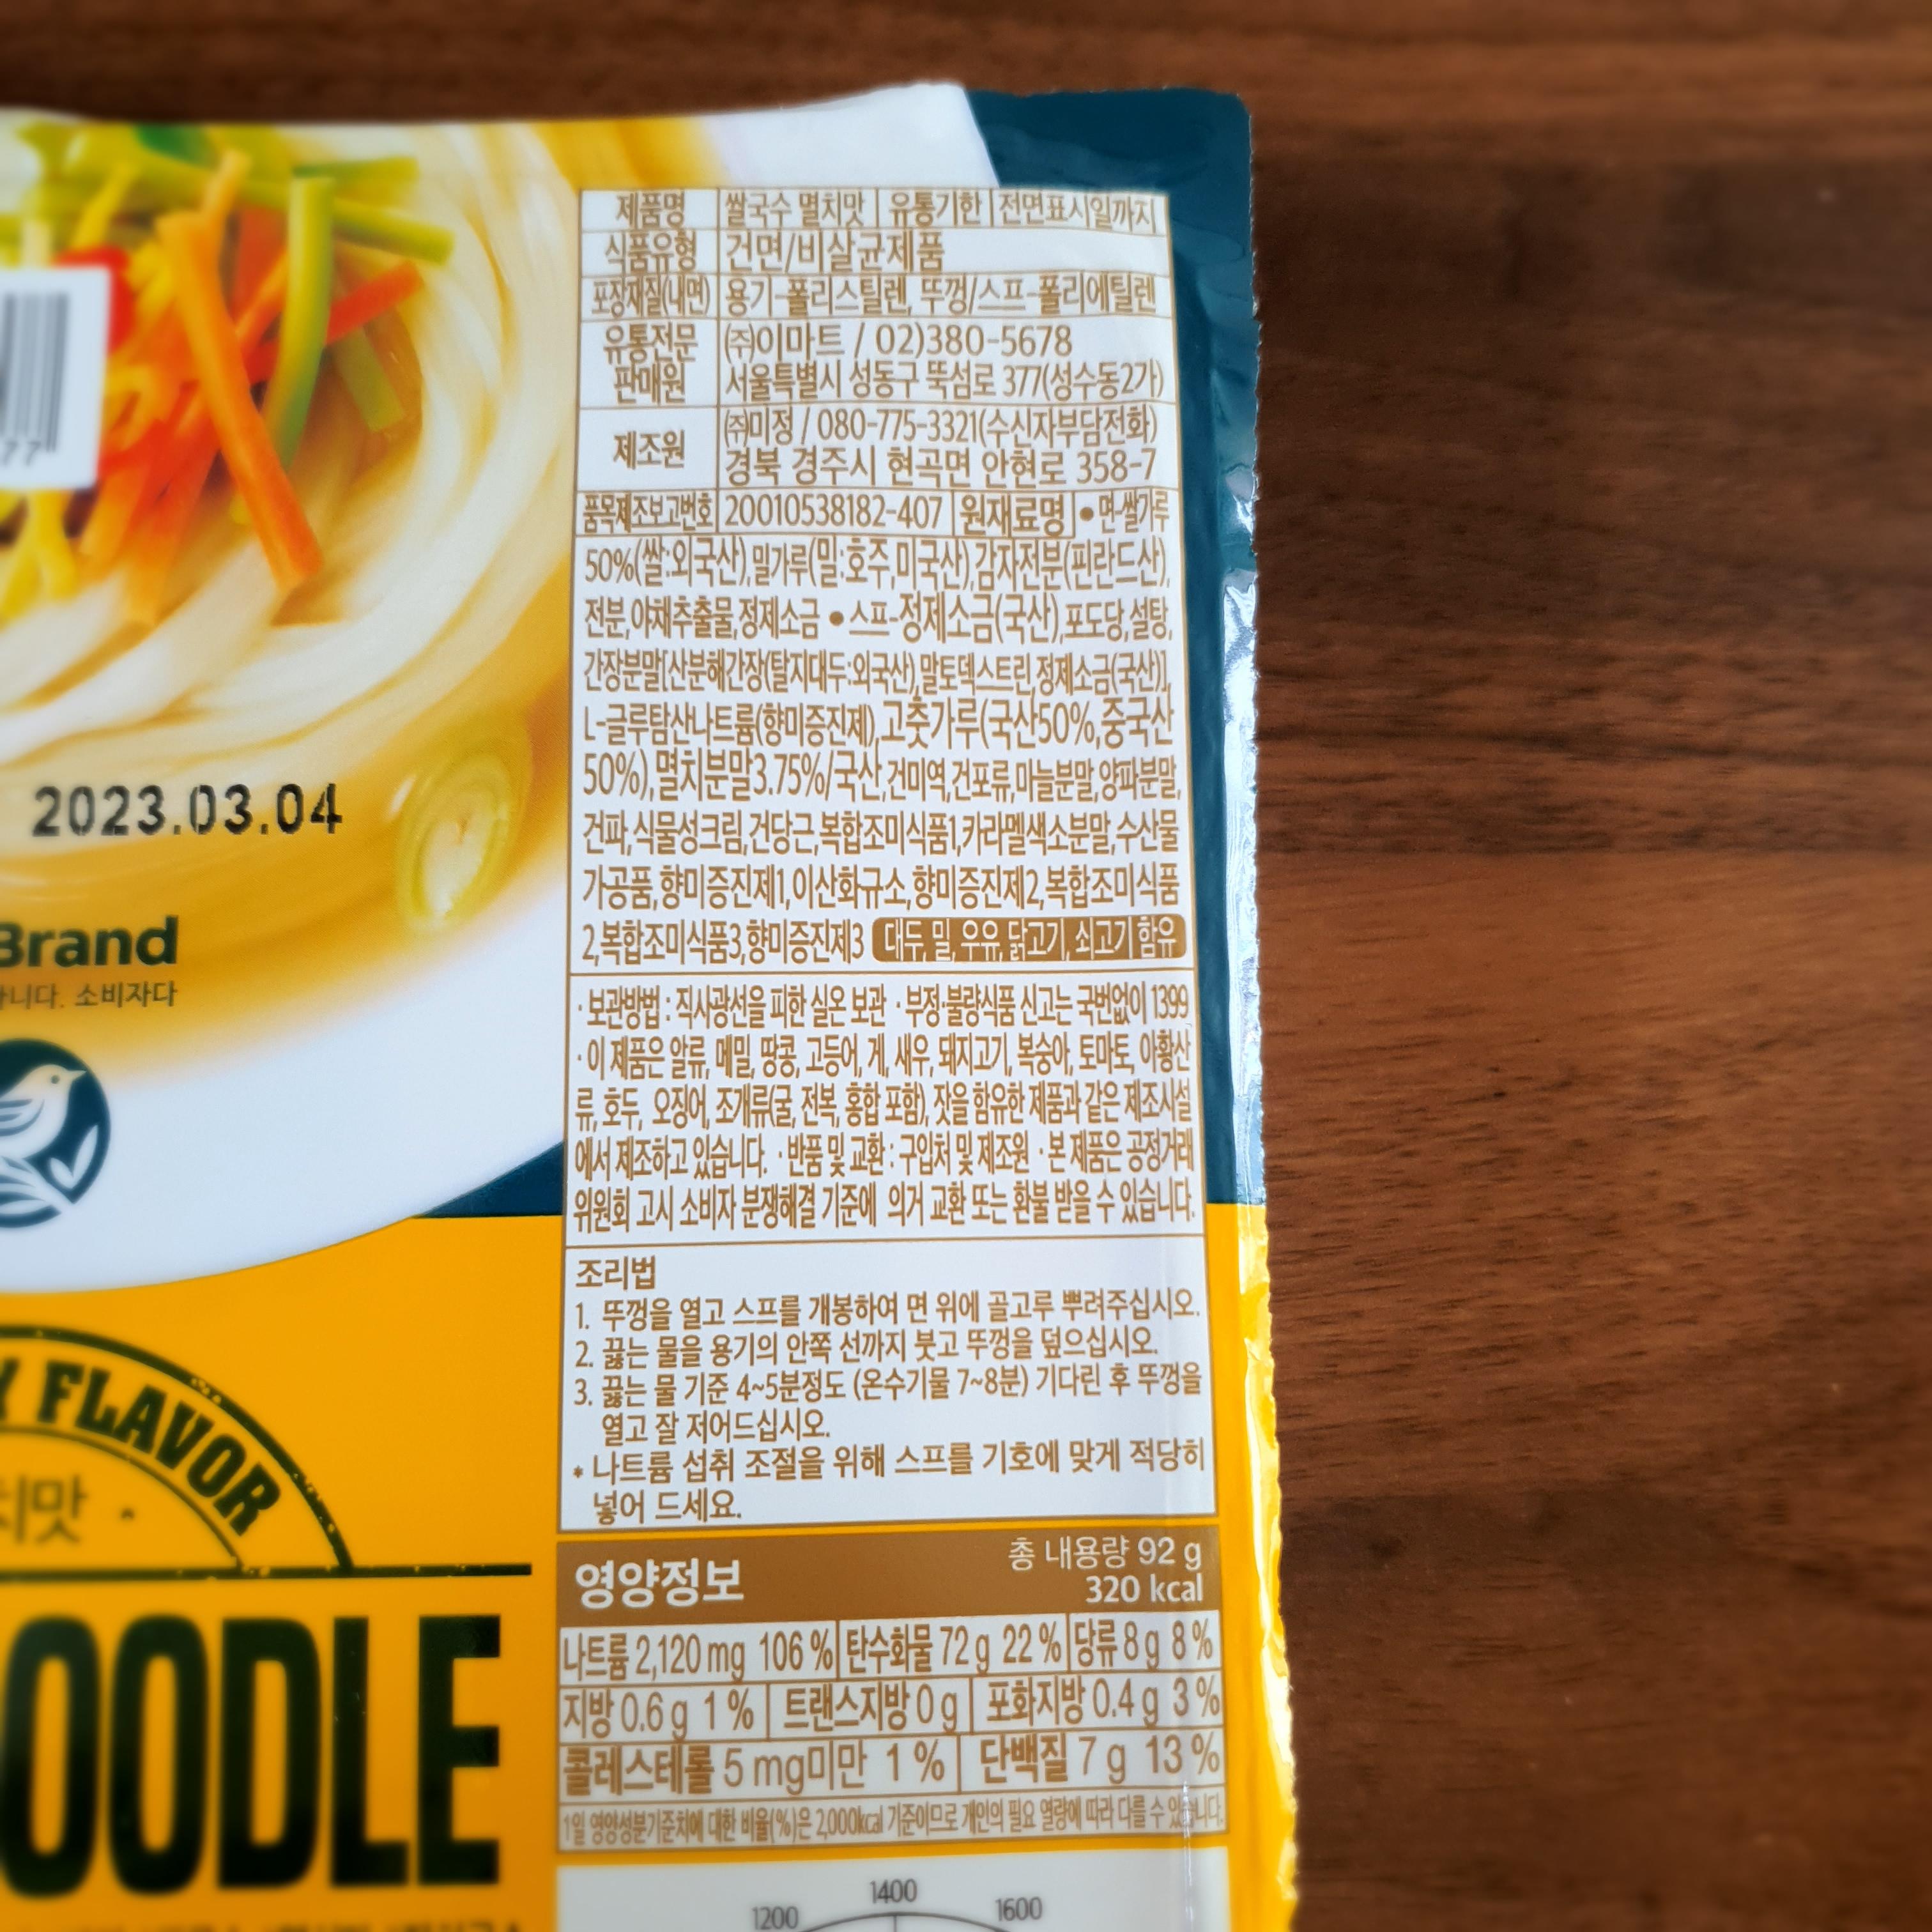 제품명 쌀국수 멸치맛 유통기한 전면표시일까지
식품유형 건면/비살균제품
포장재질(내면) 용기-폴리스틸렌, 뚜껑/스프-폴리에틸렌
유통전문판매원 ㈜이마트 / 02)380-5678
서울특별시 성동구 뚝섬로 377(성수동2가)
제조원 ㈜미정 / 080-775-3321(수신자부담전화)
경북 경주시 현곡면 안현로 358-7
품목제조보고번호 20010538182-407 원재료명 •면-쌀가루
50%(쌀:외국산),밀가루(밀:호주,미국산),감자전분(핀란드산),
전분,야채추출물,정제소금 •스프-정제소금(국산),포도당,설탕,
간장분말[산분해간장(탈지대두:외국산),말토덱스트린,정제소금(국산)],
L-글루탐산나트륨(향미증진제),고춧가루(국산50%,중국산
50%),멸치분말3.75%/국산,건미역,건포류,마늘분말,양파분말,
건파,식물성크림,건당근,복합조미식품1,카라멜색소분말,수산물
가공품,향미증진제1,이산화규소,향미증진제2,복합조미식품
2,복합조미식품3,향미증진제3 대두, 밀, 우유, 닭고기, 쇠고기 함유
· 보관방법 : 직사광선을 피한 실온 보관 · 부정·불량식품 신고는 국번없이 1399
· 이 제품은 알류, 메밀, 땅콩, 고등어, 게, 새우, 돼지고기, 복숭아, 토마토, 아황산
류, 호두, 오징어, 조개류(굴, 전복, 홍합 포함), 잣을 함유한 제품과 같은 제조시설
에서 제조하고 있습니다. · 반품 및 교환 : 구입처 및 제조원 · 본 제품은 공정거래
위원회 고시 소비자 분쟁해결 기준에 의거 교환 또는 환불 받을 수 있습니다.
조리법
1. 뚜껑을 열고 스프를 개봉하여 면 위에 골고루 뿌려주십시오.
2. 끓는 물을 용기의 안쪽 선까지 붓고 뚜껑을 덮으십시오.
3. 끓는 물 기준 4~5분정도 (온수기물 7~8분) 기다린 후 뚜껑을
열고 잘 저어드십시오.
* 나트륨 섭취 조절을 위해 스프를 기호에 맞게 적당히
넣어 드세요.
영양정보 총 내용량 92 g
320 kcal
나트륨 2,120 mg 106 % 탄수화물 72 g 22 % 당류 8 g 8 %
지방 0.6 g 1 % 트랜스지방 0 g 포화지방 0.4 g 3 %
콜레스테롤 5 mg미만 1 % 단백질 7 g 13 %
1일 영양성분기준치에 대한 비율(%)은 2,000kcal 기준이므로 개인의 필요 열량에 따라 다를 수 있습니다.
1200 1400 1600
77
2023.03.04
Brand
소비자다
FLAVOR
치맛
OODLE